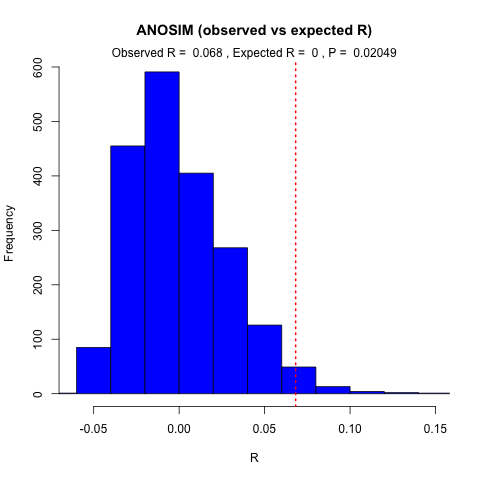 ANOSIM (observed vs expected R)
Observed R =  0.068 , Expected R =  0 , P =  0.02049
600
500
400
300
200
100
0
Frequency
-0.05 0.00 0.05 0.10 0.15
R